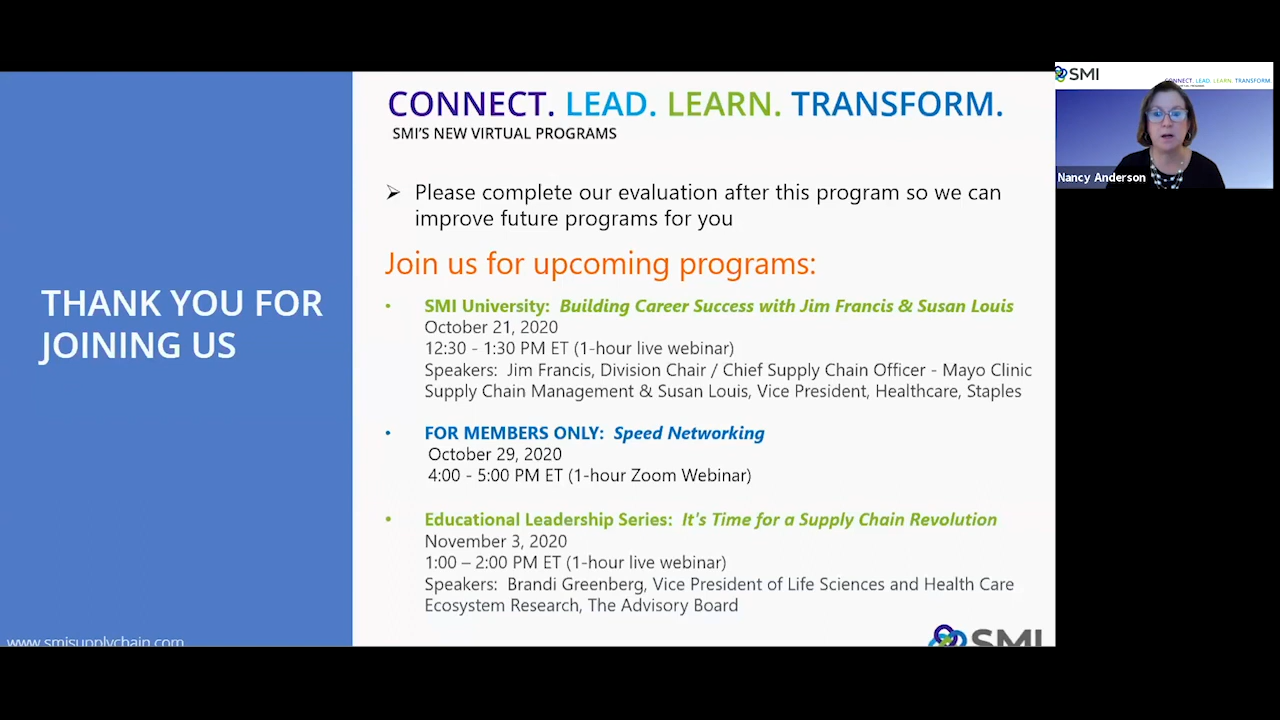 THANK YOU FOR
JOINING US
www.smisupplychain.com
CONNECT. LEAD. LEARN. TRANSFORM.
SMI'S NEW VIRTUAL PROGRAMS
➢ Please complete our evaluation after this program so we can
improve future programs for you
Join us for upcoming programs:
• SMI University: Building Career Success with Jim Francis & Susan Louis
October 21, 2020
12:30 - 1:30 PM ET (1-hour live webinar)
Speakers: Jim Francis, Division Chair / Chief Supply Chain Officer - Mayo Clinic
Supply Chain Management & Susan Louis, Vice President, Healthcare, Staples
• FOR MEMBERS ONLY: Speed Networking
October 29, 2020
4:00 - 5:00 PM ET (1-hour Zoom Webinar)
• Educational Leadership Series: It's Time for a Supply Chain Revolution
November 3, 2020
1:00 – 2:00 PM ET (1-hour live webinar)
Speakers: Brandi Greenberg, Vice President of Life Sciences and Health Care
Ecosystem Research, The Advisory Board
SMI
SMI
CONNECT. LEAD. LEARN. TRANSFORM.
Nancy Anderson